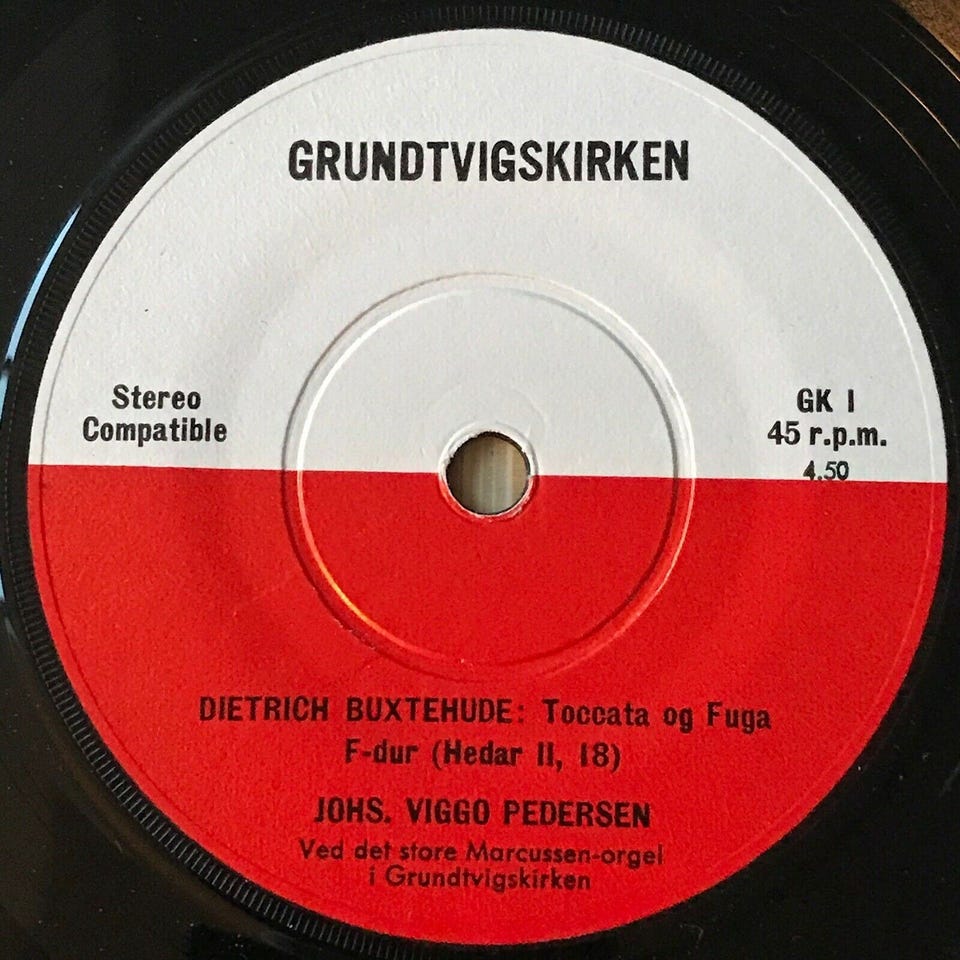 GRUNDTVIGSKIRKEN
Stereo
Compatible
GK I
45 r.p.m.
4.50
DIETRICH BUXTEHUDE: Toccata og Fuga
F-dur (Hedar II, 18)
JOHS. VIGGO PEDERSEN
Ved det store Marcussen-orgel
i Grundtvigskirken